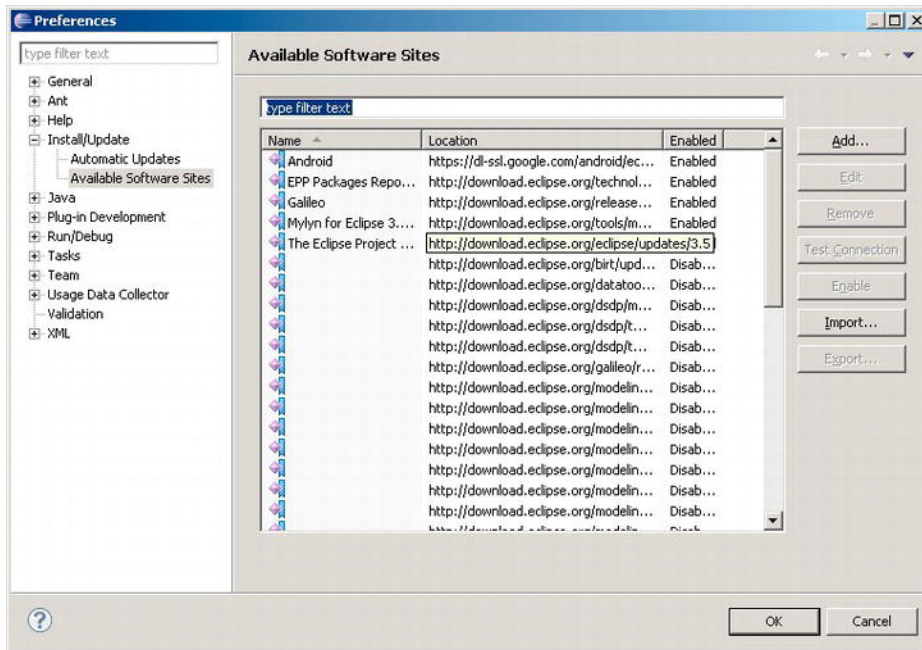 Preferences
type filter text
General
Ant
Help
Install/Update
Automatic Updates
Available Software Sites
Java
Plug-in Development
Run/Debug
Tasks
Team
Usage Data Collector
Validation
XML
Available Software Sites
type filter text
Name Location Enabled
Android https://dl-ssl.google.com/android/ec... Enabled
EPP Packages Repo... http://download.eclipse.org/technol... Enabled
Galileo http://download.eclipse.org/release... Enabled
Mylyn for Eclipse 3.... http://download.eclipse.org/tools/m... Enabled
The Eclipse Project ... http://download.eclipse.org/eclipse/updates/3.5
http://download.eclipse.org/birt/upd... Disab...
http://download.eclipse.org/datatoo... Disab...
http://download.eclipse.org/dsdp/m... Disab...
http://download.eclipse.org/dsdp/t... Disab...
http://download.eclipse.org/dsdp/t... Disab...
http://download.eclipse.org/galileo/r... Disab...
http://download.eclipse.org/modelin... Disab...
http://download.eclipse.org/modelin... Disab...
http://download.eclipse.org/modelin... Disab...
http://download.eclipse.org/modelin... Disab...
http://download.eclipse.org/modelin... Disab...
http://download.eclipse.org/modelin... Disab...
http://download.eclipse.org/modelin... Disab...
Add...
Edit
Remove
Test Connection
Enable
Import...
Export...
OK
Cancel